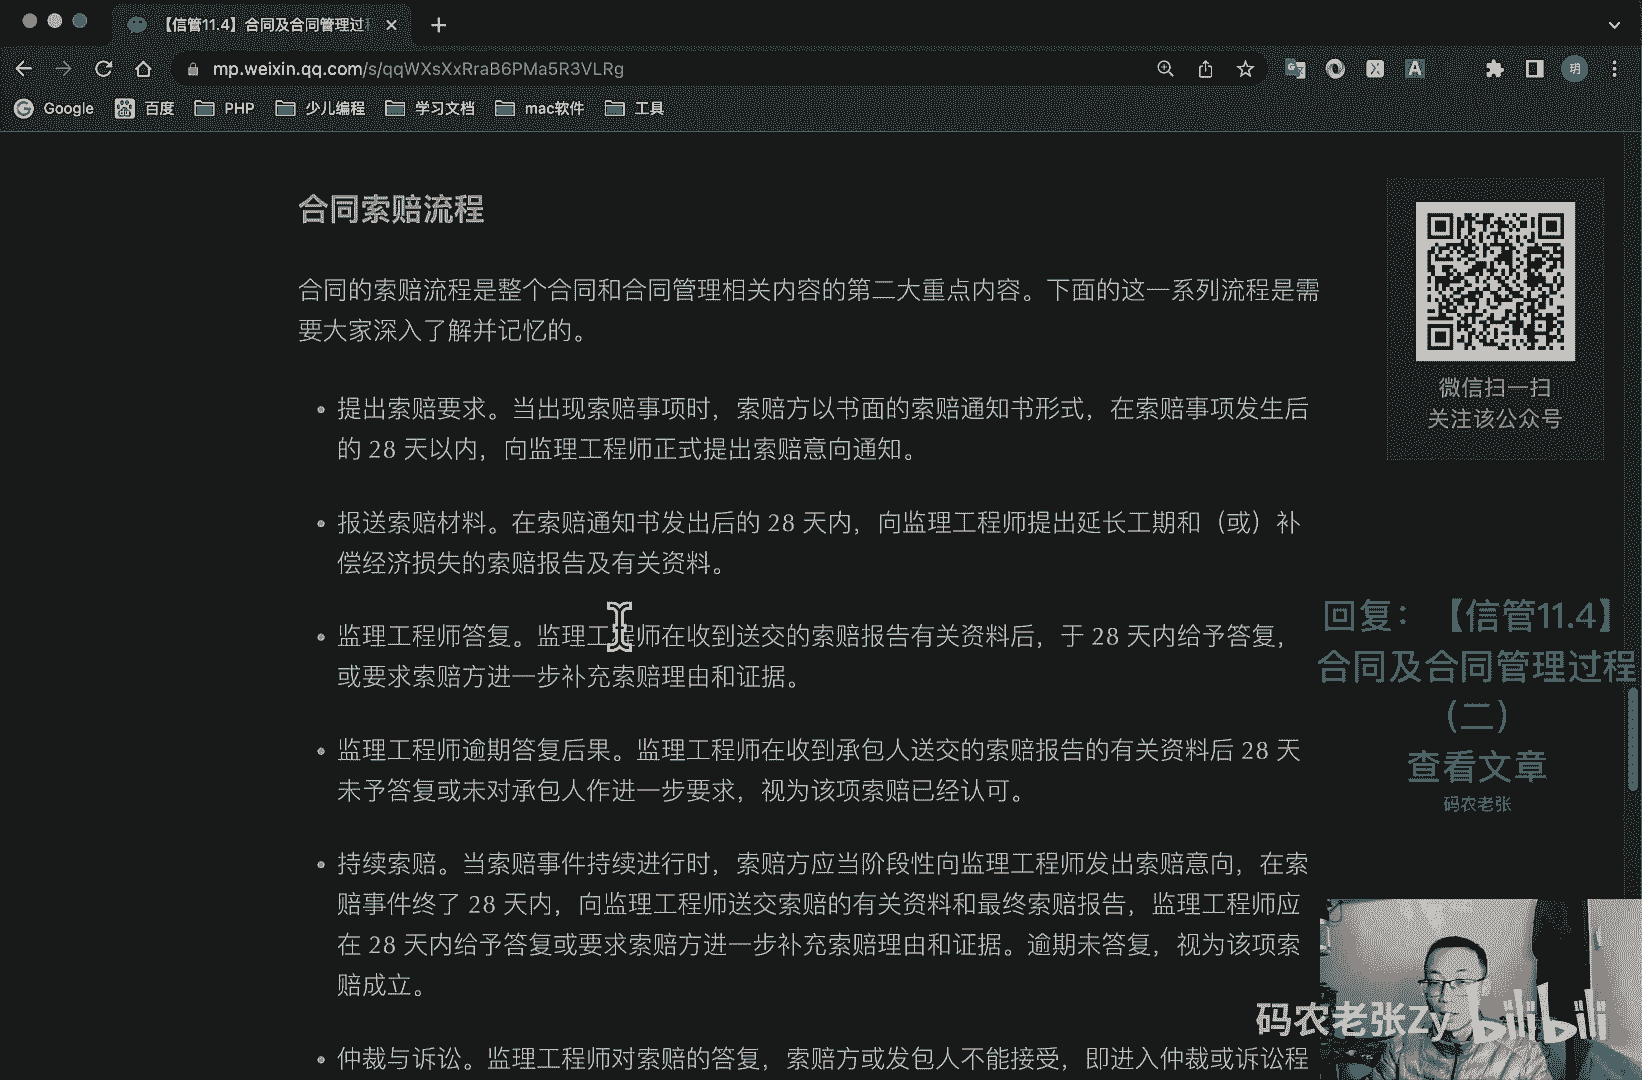 【信管11.4】合同及合同管理过
mp.weixin.qq.com/s/qqWXsXxRraB6PMa5R3VLRg
玥
Google
百度
PHP
少儿编程
学习文档
mac软件
工具
合同索赔流程
合同的索赔流程是整个合同和合同管理相关内容的第二大重点内容。下面的这一系列流程是需
要大家深入了解并记忆的。
• 提出索赔要求。当出现索赔事项时，索赔方以书面的索赔通知书形式，在索赔事项发生后
的 28 天以内，向监理工程师正式提出索赔意向通知。
• 报送索赔材料。在索赔通知书发出后的 28 天内，向监理工程师提出延长工期和（或）补
偿经济损失的索赔报告及有关资料。
• 监理工程师答复。监理工程师在收到送交的索赔报告有关资料后，于 28 天内给予答复，
或要求索赔方进一步补充索赔理由和证据。
• 监理工程师逾期答复后果。监理工程师在收到承包人送交的索赔报告的有关资料后 28 天
未予答复或未对承包人作进一步要求，视为该项索赔已经认可。
• 持续索赔。当索赔事件持续进行时，索赔方应当阶段性向监理工程师发出索赔意向，在索
赔事件终了 28 天内，向监理工程师送交索赔的有关资料和最终索赔报告，监理工程师应
在 28 天内给予答复或要求索赔方进一步补充索赔理由和证据。逾期未答复，视为该项索
赔成立。
• 仲裁与诉讼。监理工程师对索赔的答复，索赔方或发包人不能接受，即进入仲裁或诉讼程
微信扫一扫
关注该公众号
回复：【信管11.4】
合同及合同管理过程
（二）
查看文章
码农老张
码农老张Zy bilibili